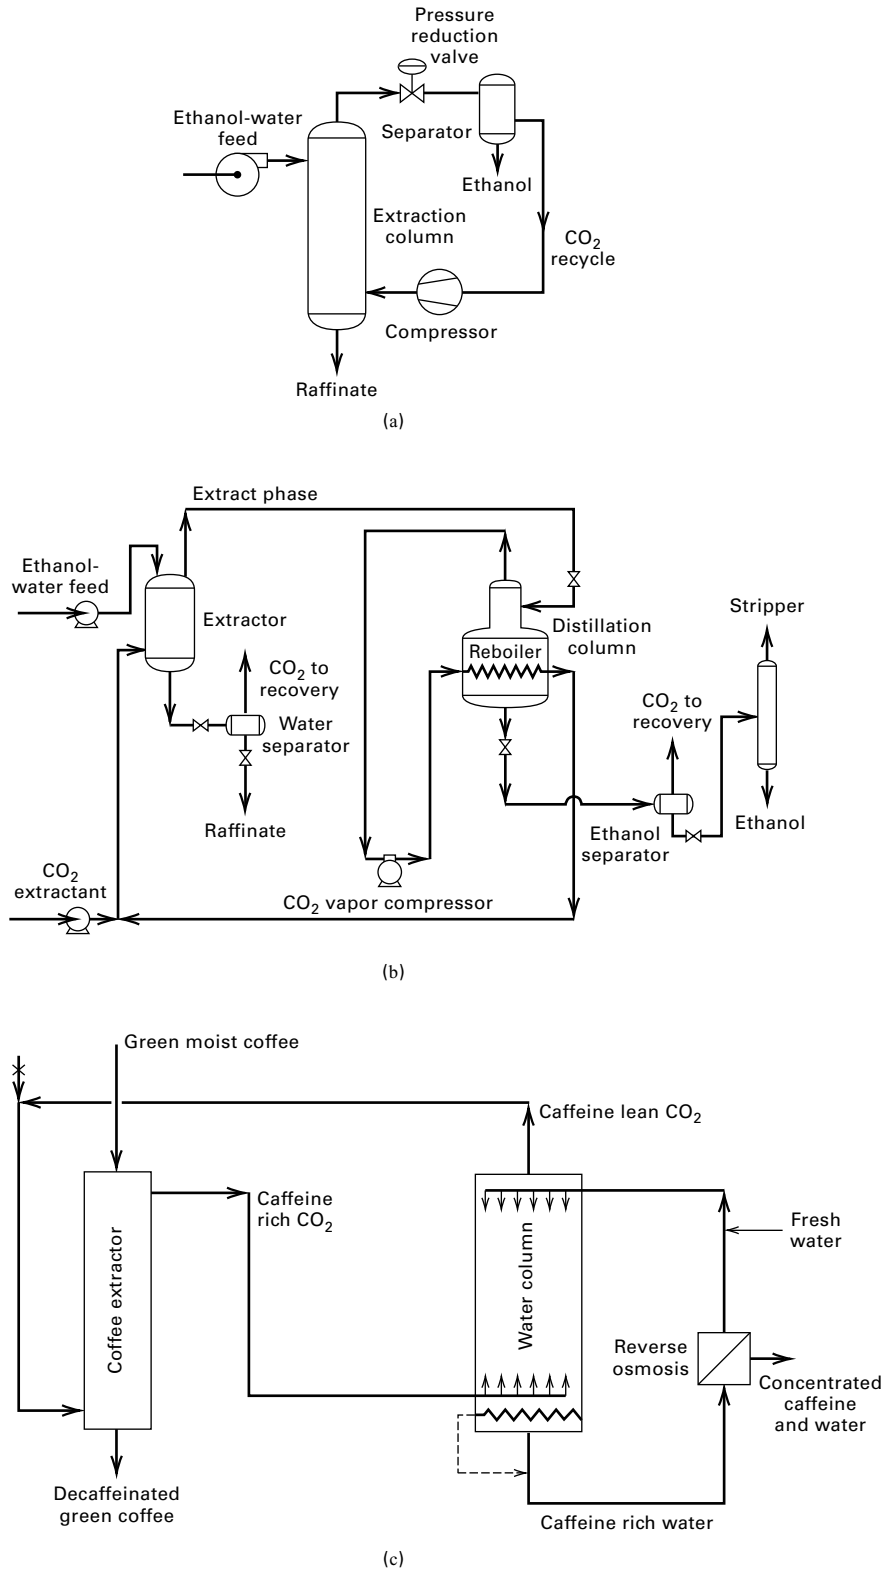 Pressure
reduction
valve
Ethanol-water
feed
Separator
Ethanol
Extraction
column
CO2
recycle
Compressor
Raffinate
(a)
Extract phase
Ethanol-
water feed
Extractor
CO2 to
recovery
Water
separator
Raffinate
Reboiler
Distillation
column
Stripper
CO2 to
recovery
Ethanol
separator
Ethanol
CO2
extractant
CO2 vapor compressor
(b)
Green moist coffee
Caffeine lean CO2
Caffeine
rich CO2
Coffee extractor
Water column
Fresh
water
Reverse
osmosis
Concentrated
caffeine
and water
Decaffeinated
green coffee
Caffeine rich water
(c)